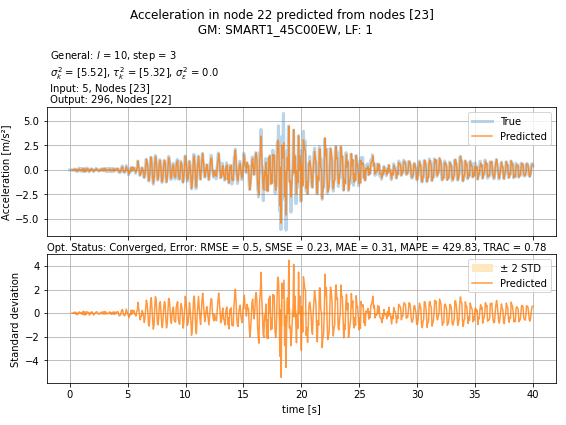 Acceleration in node 22 predicted from nodes [23]
GM: SMART1_45C00EW, LF: 1
General: l = 10, step = 3
σ²ₖ = [5.52], τ²ₖ = [5.32], σ²ε = 0.0
Input: 5, Nodes [23]
Output: 296, Nodes [22]
5.0
2.5
0.0
−2.5
−5.0
Acceleration [m/s²]
True
Predicted
Opt. Status: Converged, Error: RMSE = 0.5, SMSE = 0.23, MAE = 0.31, MAPE = 429.83, TRAC = 0.78
4
2
0
−2
−4
Standard deviation
± 2 STD
Predicted
0 5 10 15 20 25 30 35 40
time [s]